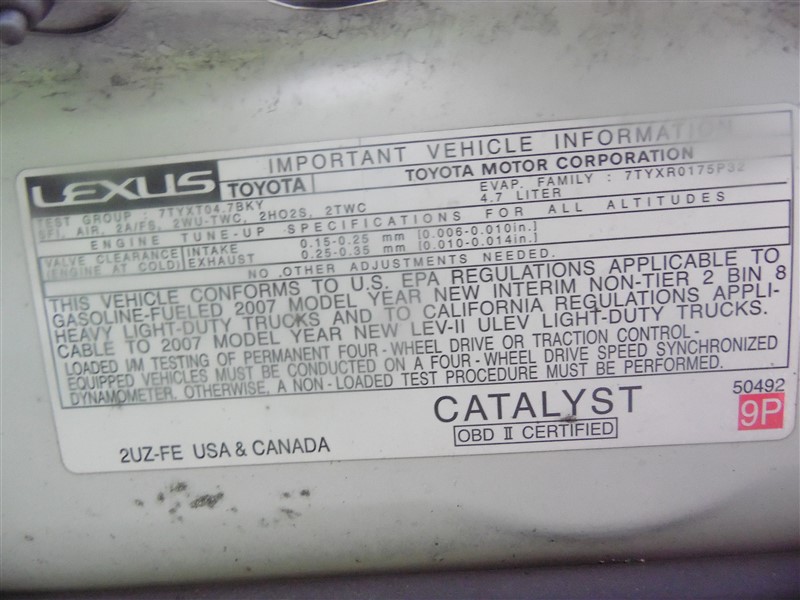 IMPORTANT VEHICLE INFORMATION
LEXUS TOYOTA TOYOTA MOTOR CORPORATION
TEST GROUP : 7TYXT04.7BKY EVAP. FAMILY : 7TYXR0175P32
SFI, AIR, 2A/FS, 2WU-TWC, 2HO2S, 2TWC 4.7 LITER
ENGINE TUNE-UP SPECIFICATIONS FOR ALL ALTITUDES
VALVE CLEARANCE INTAKE 0.15-0.25 mm [0.006-0.010in.]
(ENGINE AT COLD) EXHAUST 0.25-0.35 mm [0.010-0.014in.]
NO OTHER ADJUSTMENTS NEEDED.
THIS VEHICLE CONFORMS TO U.S. EPA REGULATIONS APPLICABLE TO
GASOLINE-FUELED 2007 MODEL YEAR NEW INTERIM NON-TIER 2 BIN 8
HEAVY LIGHT-DUTY TRUCKS AND TO CALIFORNIA REGULATIONS APPLI-
CABLE TO 2007 MODEL YEAR NEW LEV-II ULEV LIGHT-DUTY TRUCKS.
LOADED I/M TESTING OF PERMANENT FOUR-WHEEL DRIVE OR TRACTION CONTROL-
EQUIPPED VEHICLES MUST BE CONDUCTED ON A FOUR-WHEEL DRIVE SPEED SYNCHRONIZED
DYNAMOMETER. OTHERWISE, A NON-LOADED TEST PROCEDURE MUST BE PERFORMED.
50492
CATALYST 9P
2UZ-FE USA & CANADA OBD II CERTIFIED